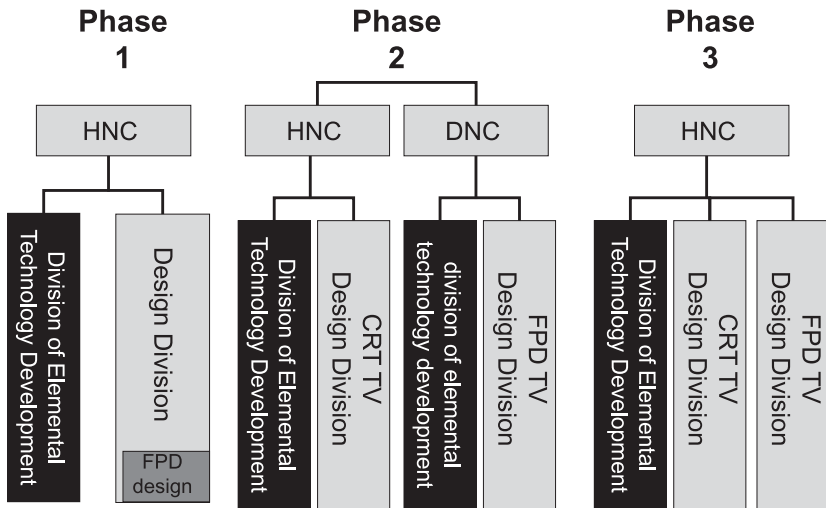 Phase
1
Phase
2
Phase
3
HNC
HNC
DNC
HNC
Division of Elemental
Technology Development
Design Division
FPD
design
Division of Elemental
Technology Development
CRT TV
Design Division
division of elemental
technology development
FPD TV
Design Division
Division of Elemental
Technology Development
CRT TV
Design Division
FPD TV
Design Division